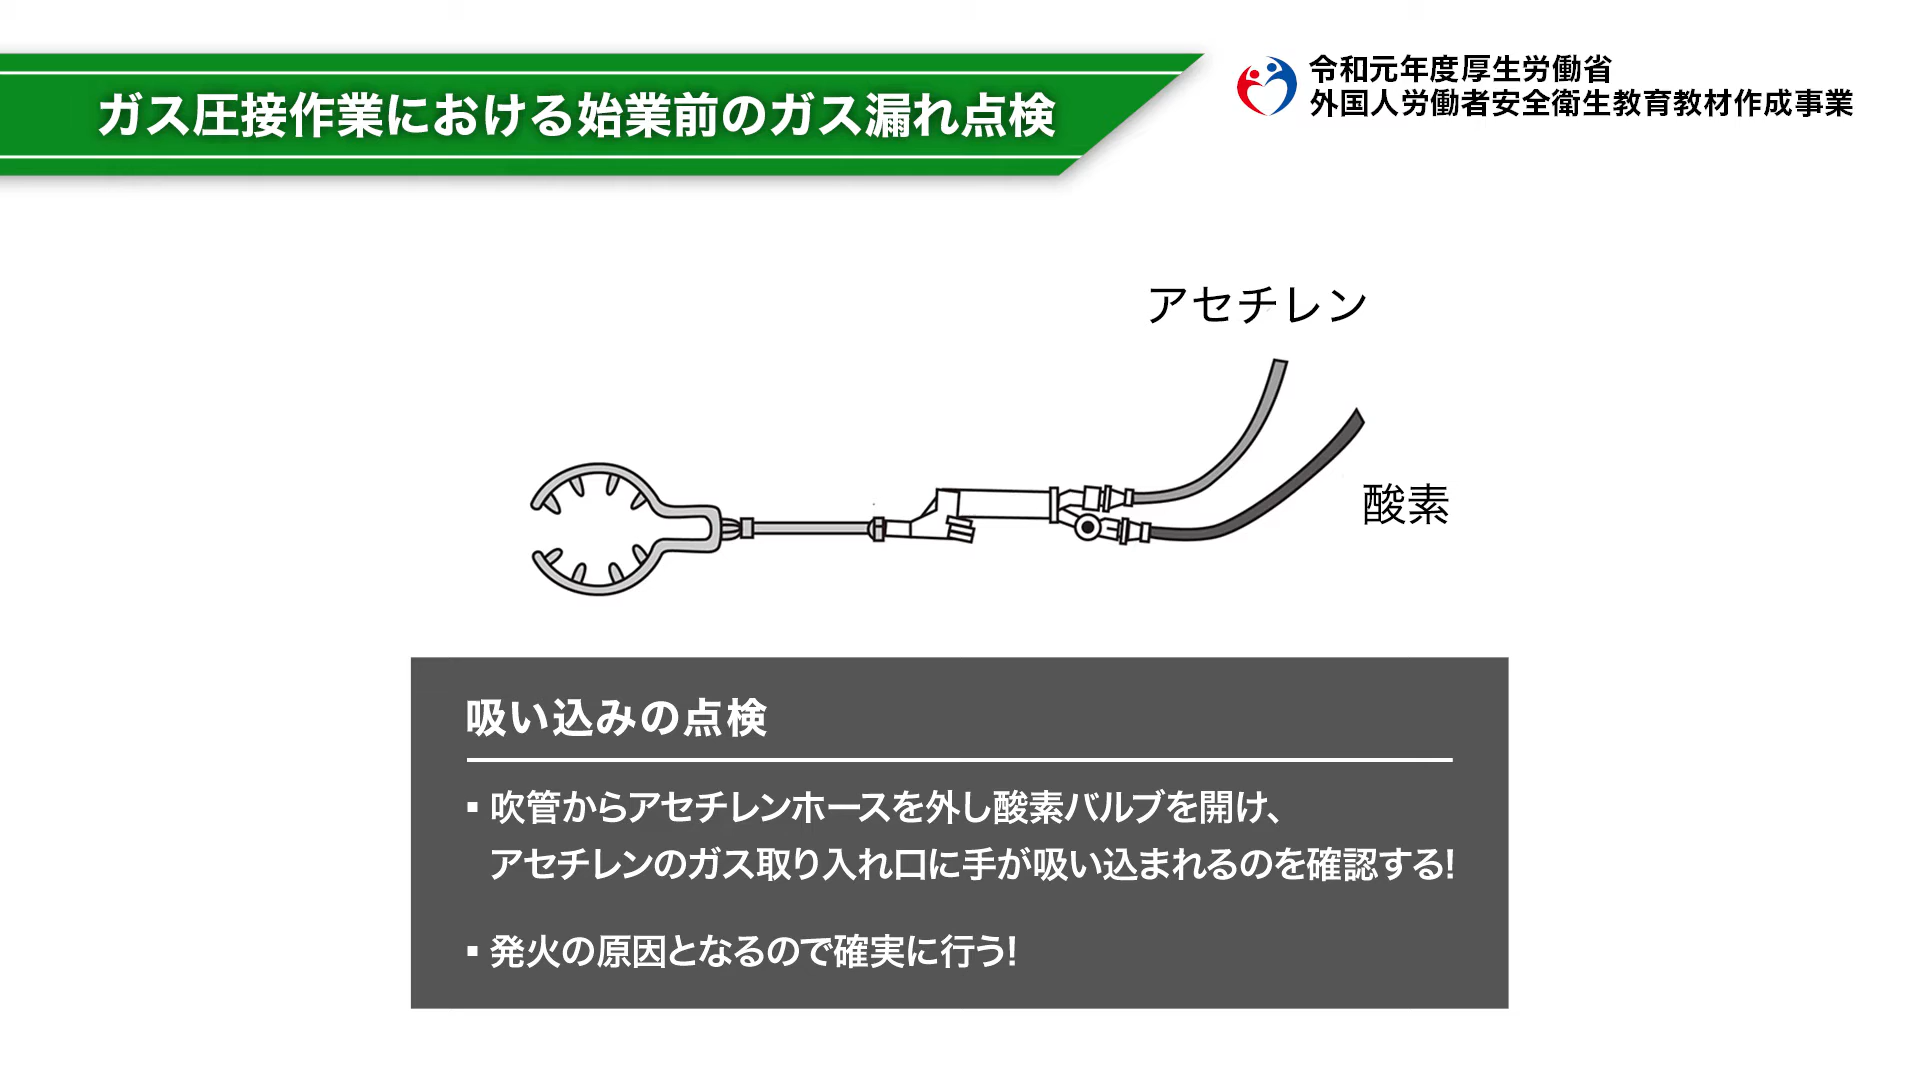 ガス圧接作業における始業前のガス漏れ点検
令和元年度厚生労働省
外国人労働者安全衛生教育教材作成事業
アセチレン
酸素
吸い込みの点検
▪ 吹管からアセチレンホースを外し酸素バルブを開け、
アセチレンのガス取り入れ口に手が吸い込まれるのを確認する!
▪ 発火の原因となるので確実に行う!